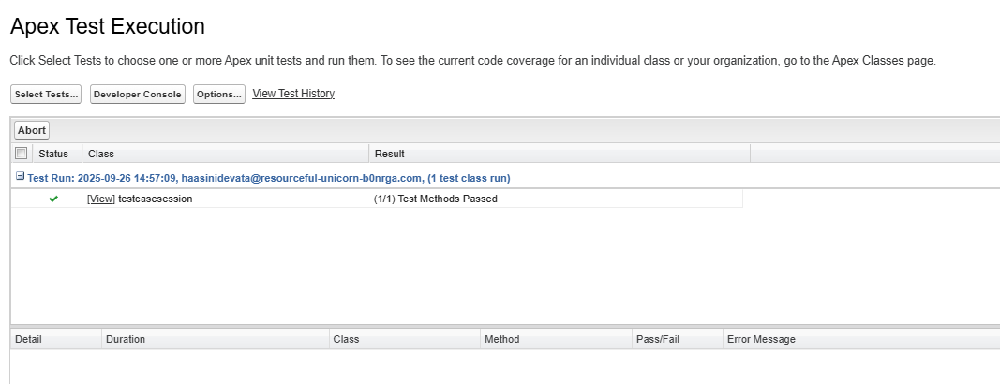 Apex Test Execution
Click Select Tests to choose one or more Apex unit tests and run them. To see the current code coverage for an individual class or your organization, go to the Apex Classes page.
Select Tests... Developer Console Options... View Test History
Abort
Status Class Result
Test Run: 2025-09-26 14:57:09, haasinidevata@resourceful-unicorn-b0nrga.com, (1 test class run)
[View] testcasesession (1/1) Test Methods Passed
Detail Duration Class Method Pass/Fail Error Message